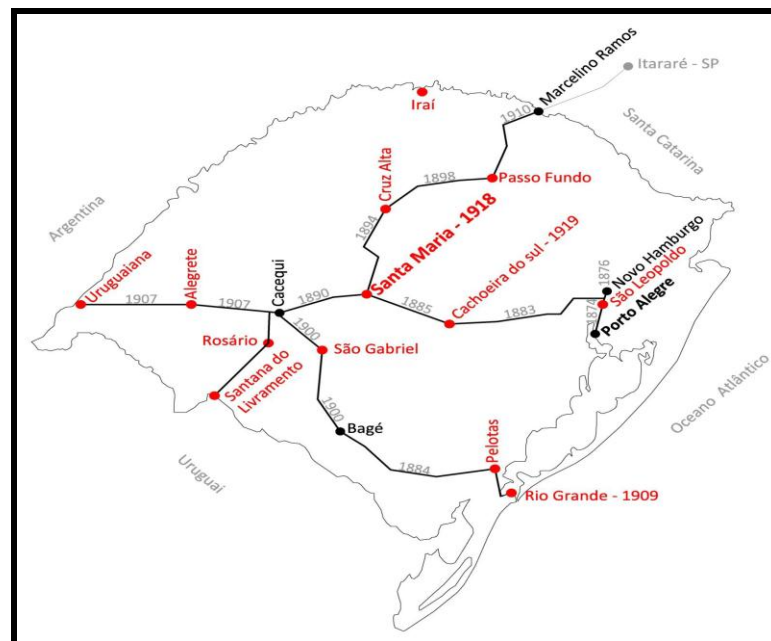 Marcelino Ramos
Itararé - SP
Iraí
1910
Santa Catarina
Cruz Alta
1898
Passo Fundo
Argentina
1894
Santa Maria - 1918
Cachoeira do sul - 1919
Novo Hamburgo
1876
São Leopoldo
Uruguaiana
Alegrete
Cacequi
1907
1907
1890
1885
1883
1874
Porto Alegre
Rosário
1900
São Gabriel
Santana do
Livramento
Oceano Atlântico
1900
Bagé
Uruguai
1884
Pelotas
Rio Grande - 1909